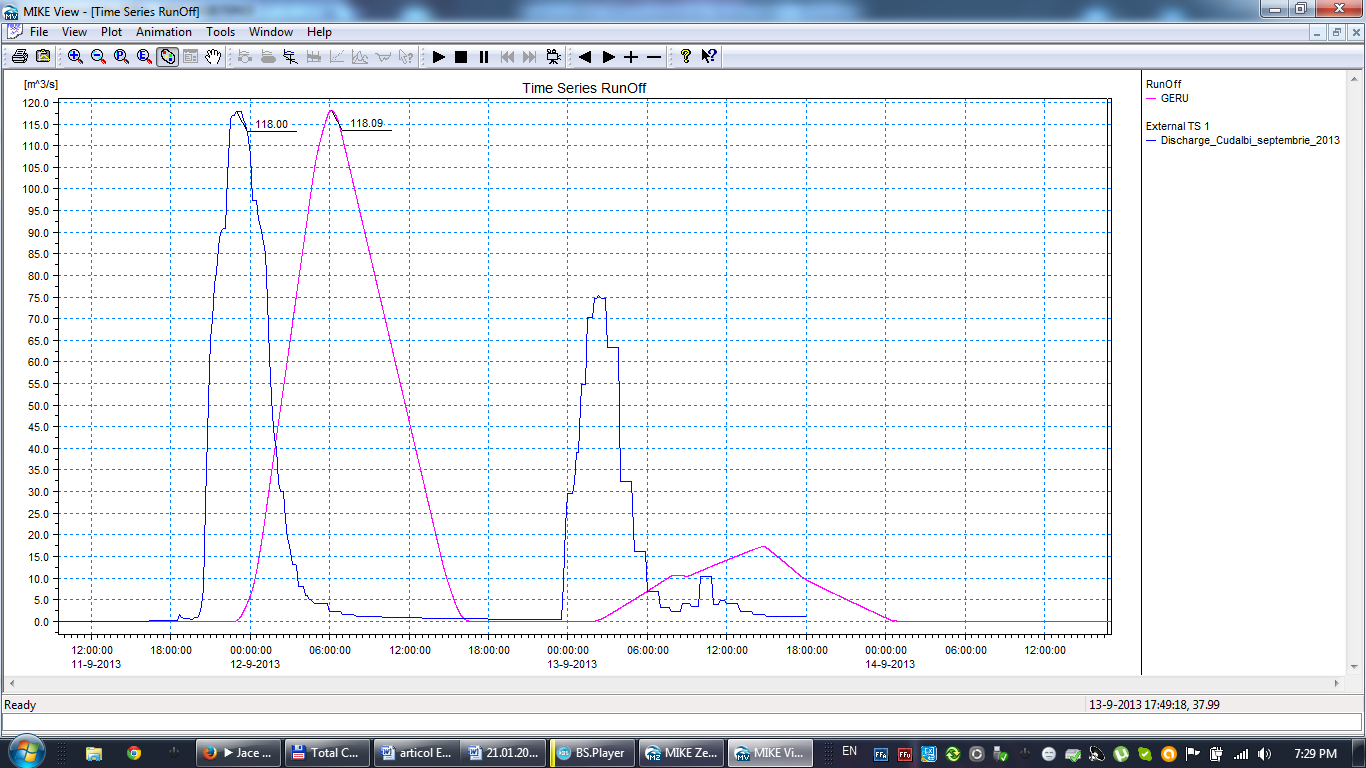 MIKE View - [Time Series RunOff]
File View Plot Animation Tools Window Help
[m^3/s]
Time Series RunOff
120.0
115.0
110.0
105.0
100.0
95.0
90.0
85.0
80.0
75.0
70.0
65.0
60.0
55.0
50.0
45.0
40.0
35.0
30.0
25.0
20.0
15.0
10.0
5.0
0.0
118.00
118.09
12:00:00 18:00:00 00:00:00 06:00:00 12:00:00 18:00:00 00:00:00 06:00:00 12:00:00 18:00:00 00:00:00 06:00:00 12:00:00
11-9-2013 12-9-2013 13-9-2013 14-9-2013
RunOff
GERU
External TS 1
Discharge_Cudalbi_septembrie_2013
Ready
13-9-2013 17:49:18, 37.99
Jace ... Total C... articol E... 21.01.20... BS.Player MIKE Ze... MIKE Vi... EN 7:29 PM